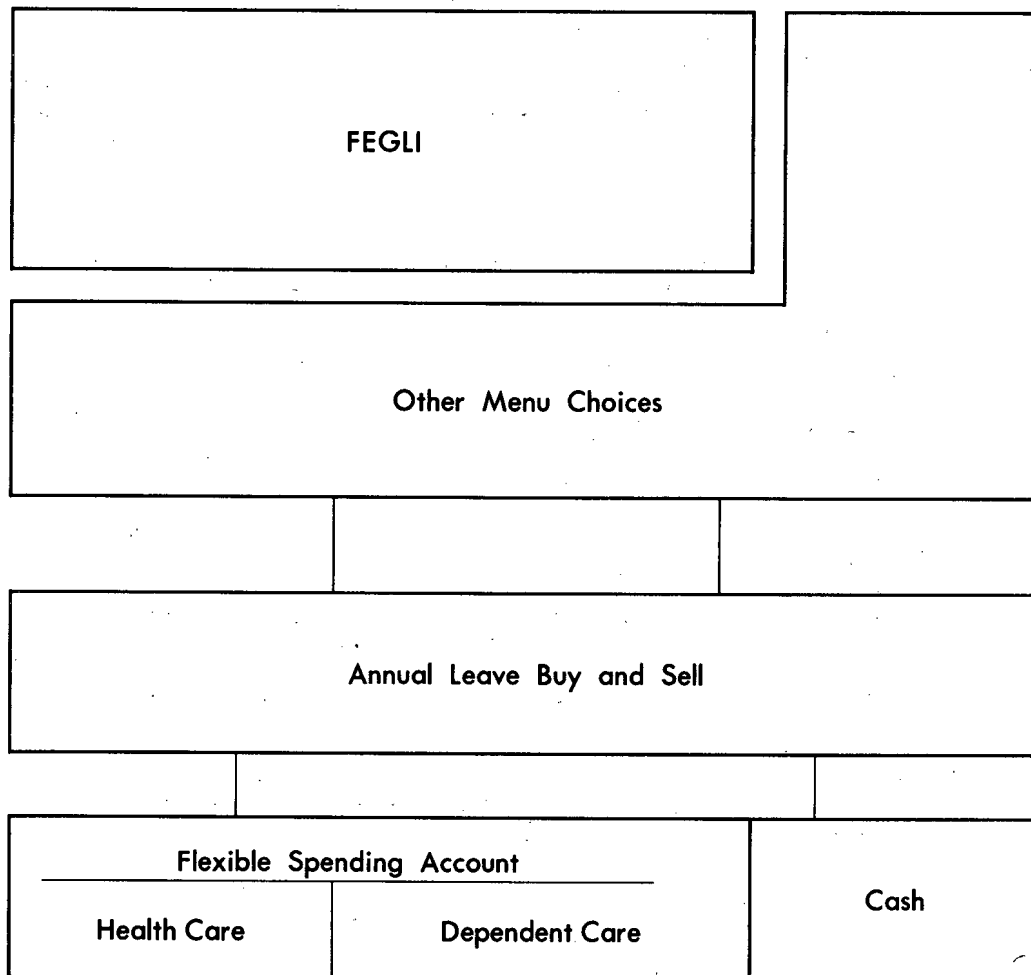 FEGLI
Other Menu Choices
Annual Leave Buy and Sell
Flexible Spending Account
Cash
Health Care
Dependent Care